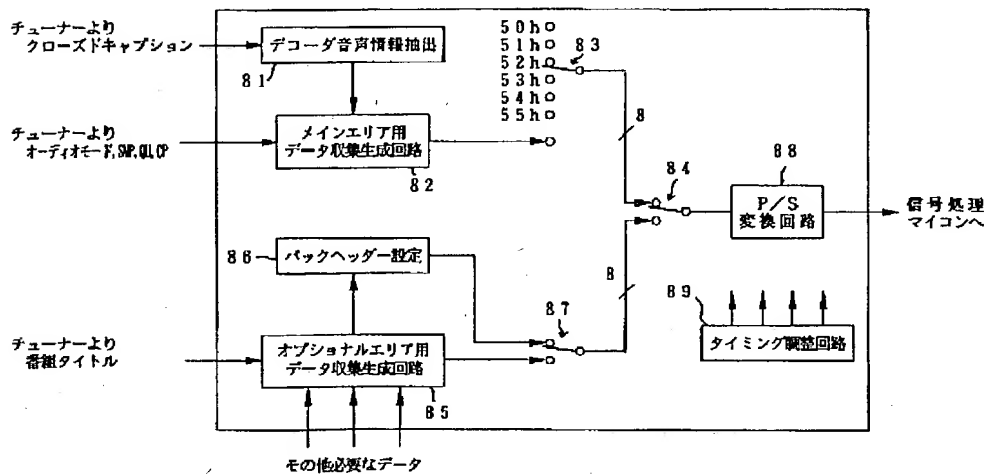 チューナーより
クローズドキャプション
デコーダ音声情報抽出
81
50h
51h
52h
53h
54h
55h
83
チューナーより
オーディオモード,SMP,QU,CP
メインエリア用
データ収集生成回路
82
8
84
88
P/S
変換回路
信号処理
マイコンへ
86
パックヘッダー設定
8
87
89
タイミング調整回路
チューナーより
番組タイトル
オプショナルエリア用
データ収集生成回路
85
その他必要なデータ